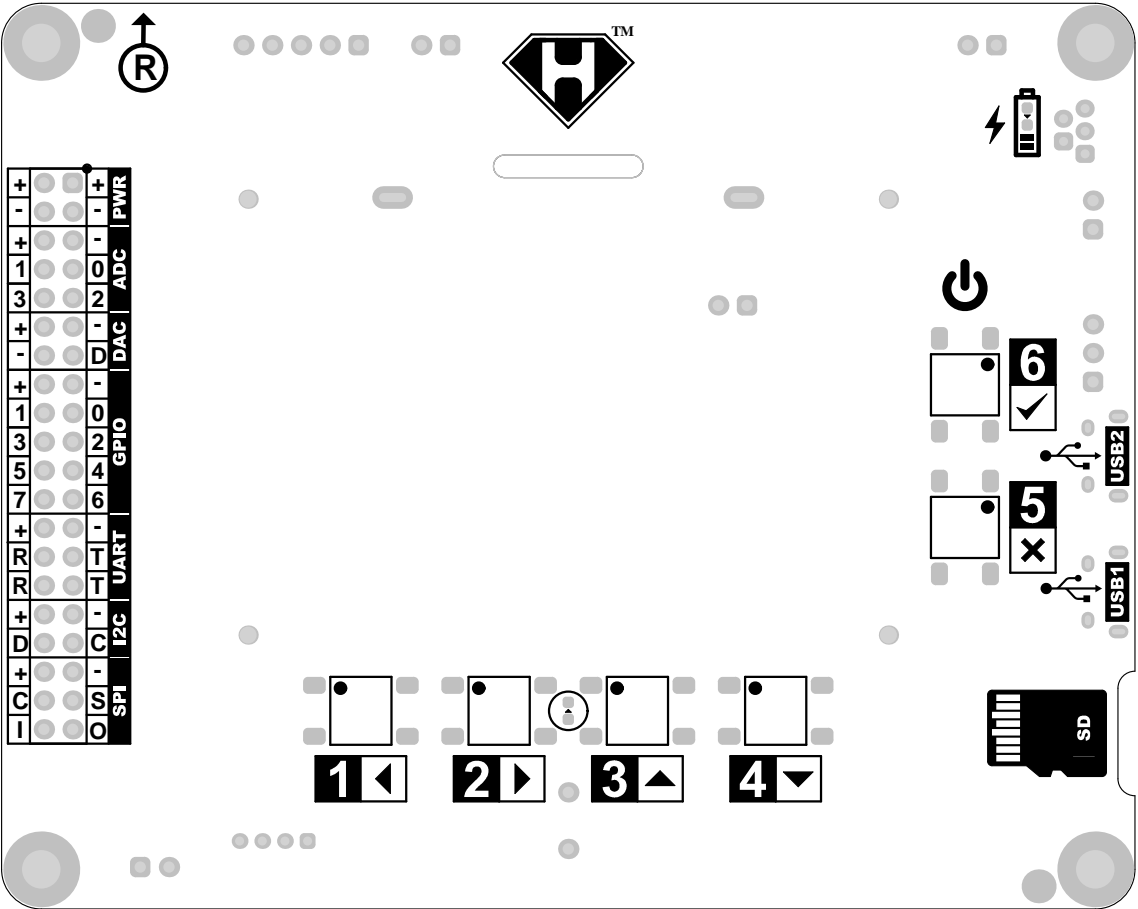 R
H ™
+ + PWR
- -
+ - ADC
1 0
3 2
+ - DAC
- D
+ - GPIO
1 0
3 2
5 4
7 6
+ - UART
R T
R T
+ - I2C
D C
+ - SPI
C S
I O
6
USB2
5
USB1
SD
1 2 3 4